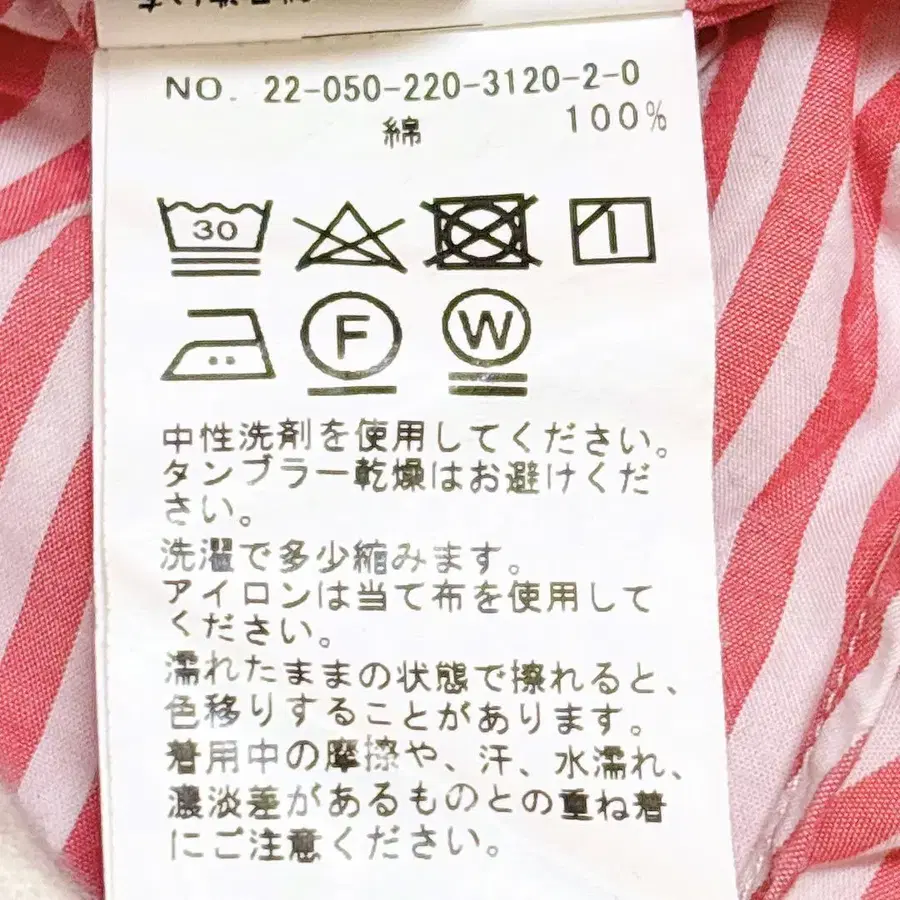 NO. 22-050-220-3120-2-0
綿 100%
30
F W
中性洗剤を使用してください。
タンブラー乾燥はお避けくだ
さい。
洗濯で多少縮みます。
アイロンは当て布を使用して
ください。
濡れたままの状態で擦れると、
色移りすることがあります。
着用中の摩擦や、汗、水濡れ、
濃淡差があるものとの重ね着
にご注意ください。